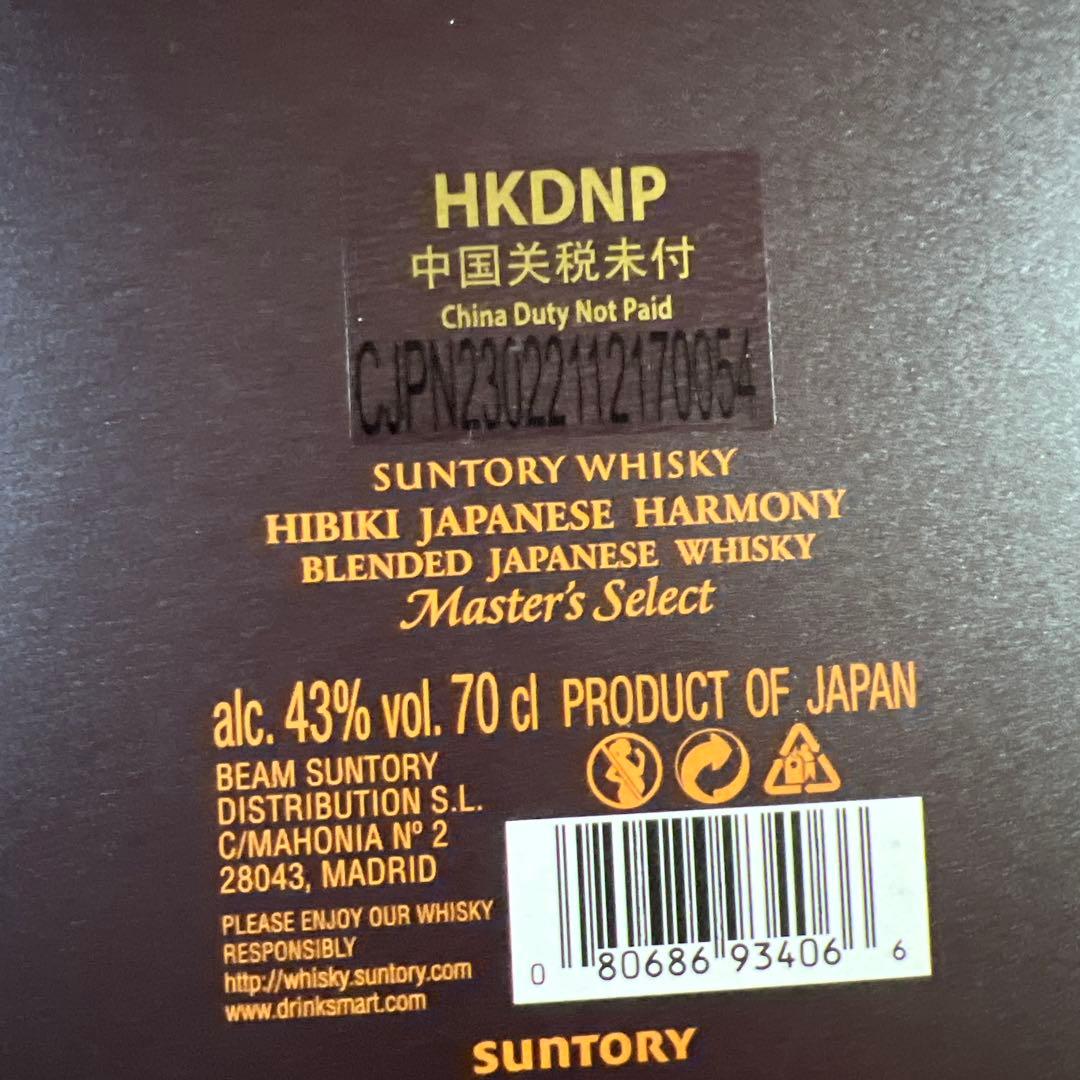 HKDNP
中国关税未付
China Duty Not Paid
CJPN23022112170054
SUNTORY WHISKY
HIBIKI JAPANESE HARMONY
BLENDED JAPANESE WHISKY
Master's Select
alc. 43% vol. 70 cl PRODUCT OF JAPAN
BEAM SUNTORY
DISTRIBUTION S.L.
C/MAHONIA Nº 2
28043, MADRID
PLEASE ENJOY OUR WHISKY
RESPONSIBLY
http://whisky.suntory.com
www.drinksmart.com
0 80686 93406 6
SUNTORY